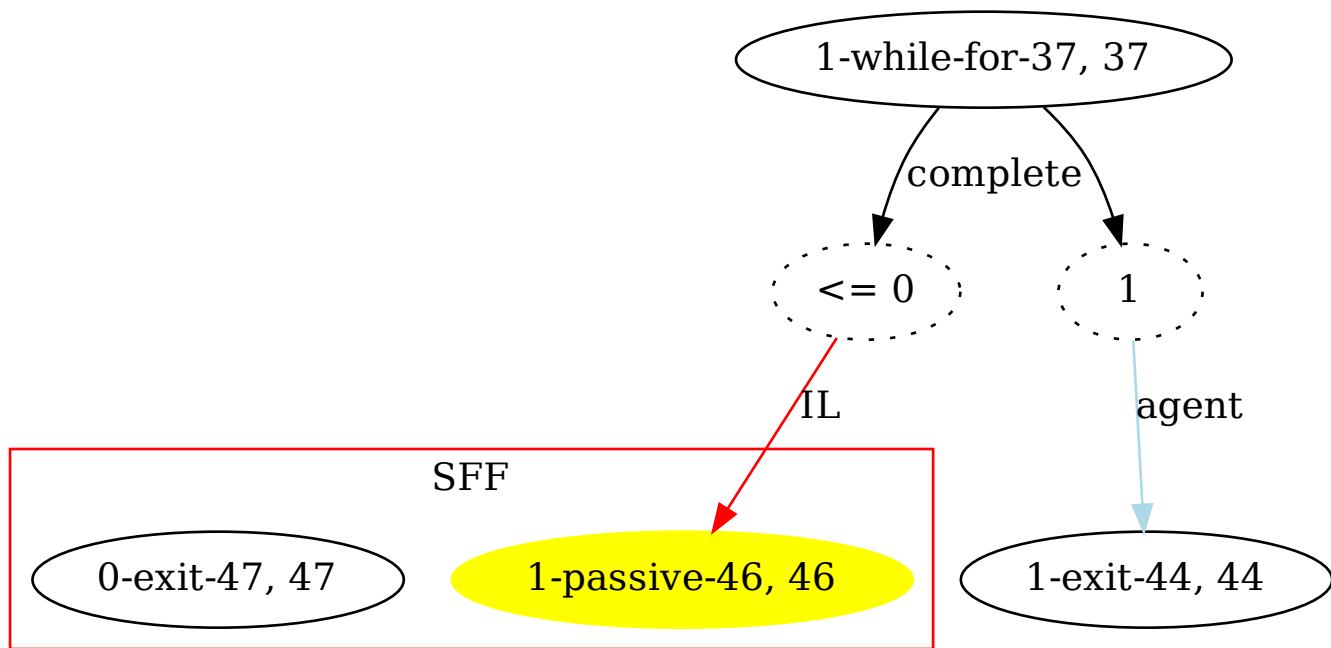 1-while-for-37, 37
complete
<= 0
1
IL
agent
SFF
0-exit-47, 47
1-passive-46, 46
1-exit-44, 44